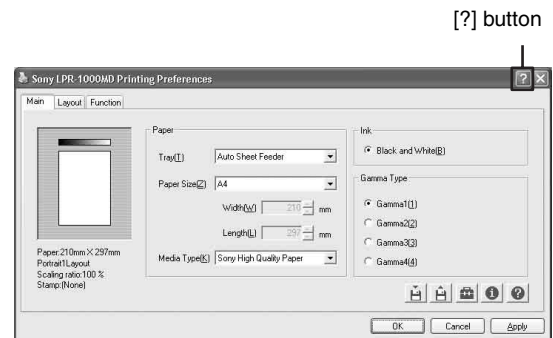 [?] button
Sony LPR-1000MD Printing Preferences
Main Layout Function
Paper
Tray(T) Auto Sheet Feeder
Paper Size(Z) A4
Width(W) 210 mm
Length(L) 297 mm
Media Type(K) Sony High Quality Paper
Ink
Black and White(B)
Gamma Type
Gamma1(1)
Gamma2(2)
Gamma3(3)
Gamma4(4)
Paper:210mm X 297mm
Portrait1Layout
Scaling ratio:100 %
Stamp:(None)
OK Cancel Apply